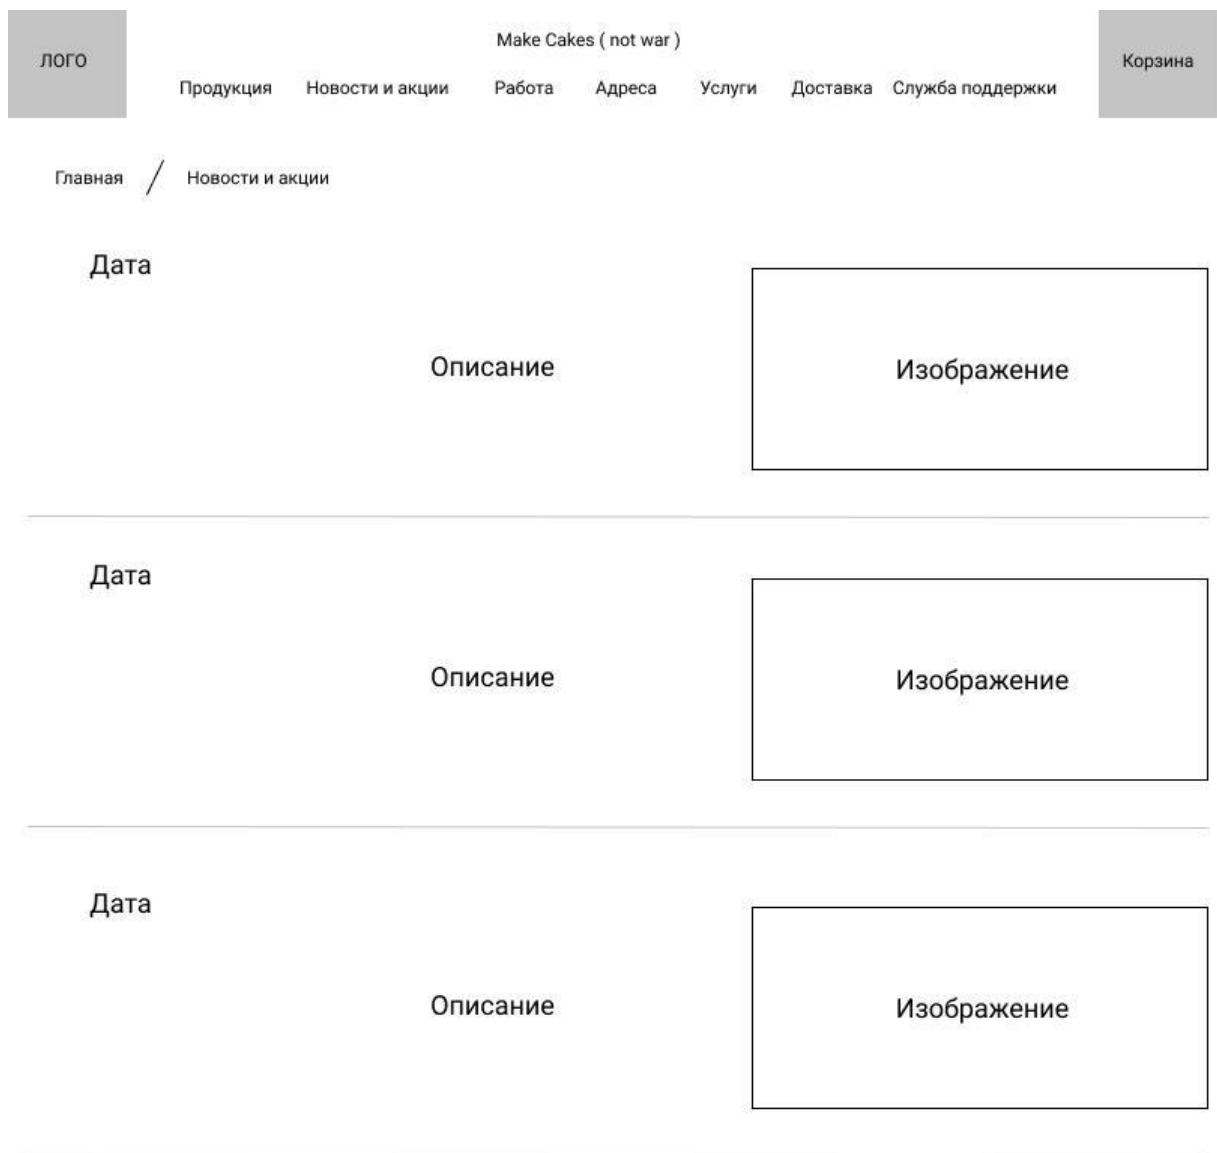 ЛОГО
Make Cakes ( not war )
Корзина
Продукция Новости и акции Работа Адреса Услуги Доставка Служба поддержки
Главная / Новости и акции
Дата
Описание
Изображение
Дата
Описание
Изображение
Дата
Описание
Изображение